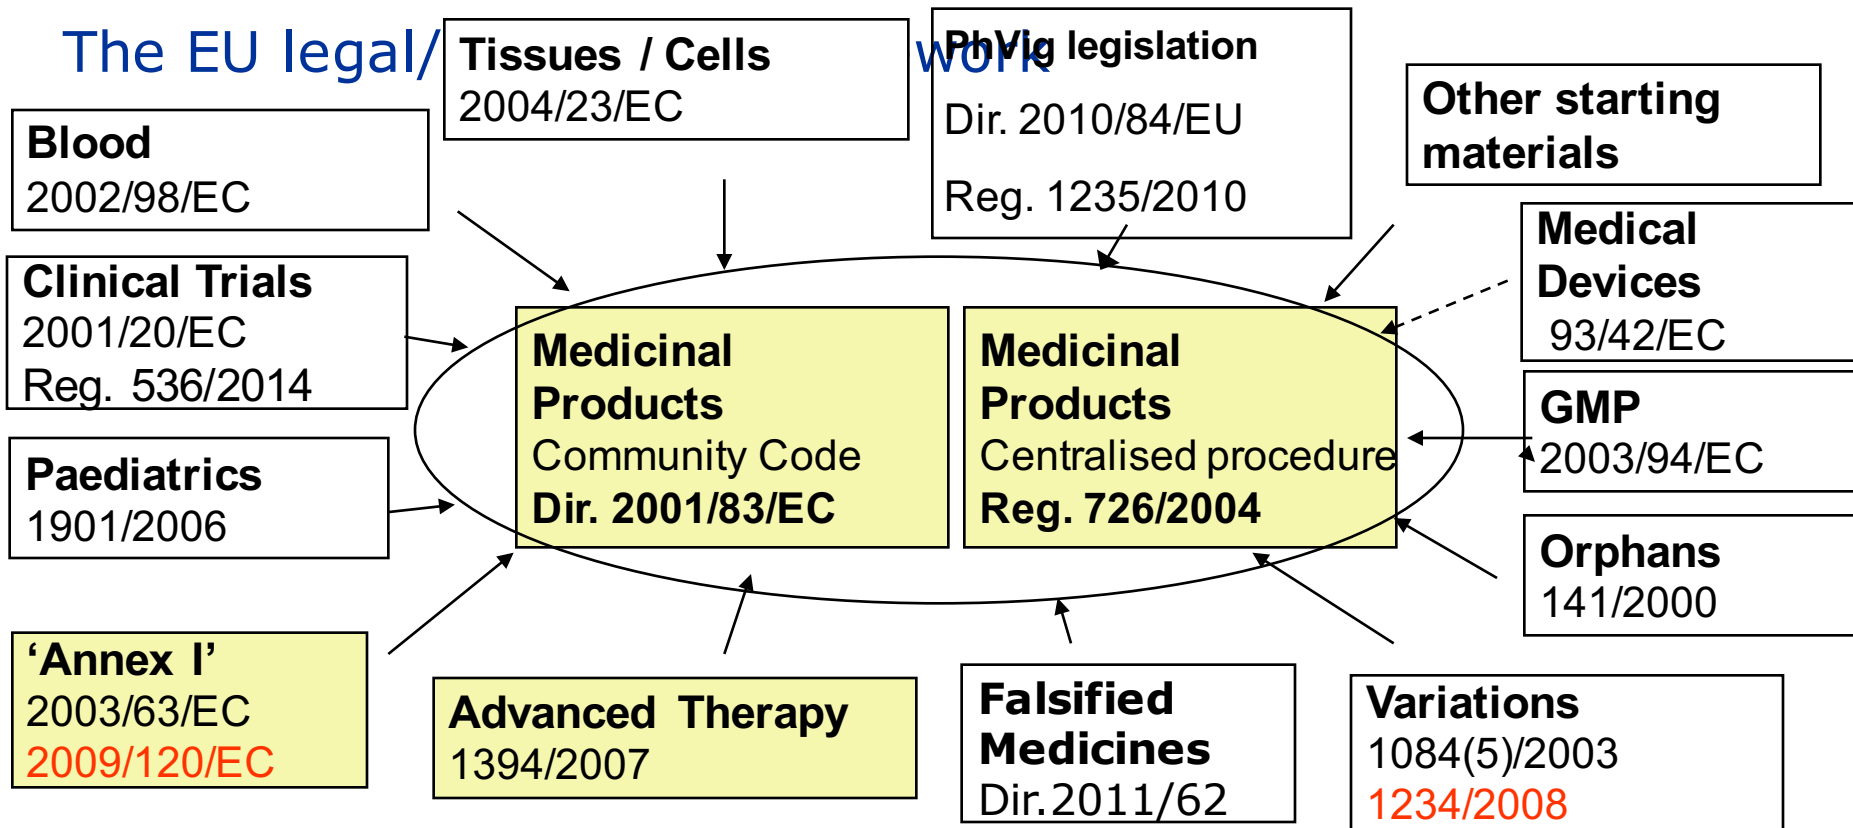 The EU legal/
work
Tissues / Cells
2004/23/EC
PhVig legislation
Dir. 2010/84/EU
Reg. 1235/2010
Other starting
materials
Blood
2002/98/EC
Medical
Devices
93/42/EC
Clinical Trials
2001/20/EC
Reg. 536/2014
Medicinal
Products
Community Code
Dir. 2001/83/EC
Medicinal
Products
Centralised procedure
Reg. 726/2004
GMP
2003/94/EC
Paediatrics
1901/2006
Orphans
141/2000
‘Annex I’
2003/63/EC
2009/120/EC
Advanced Therapy
1394/2007
Falsified
Medicines
Dir.2011/62
Variations
1084(5)/2003
1234/2008